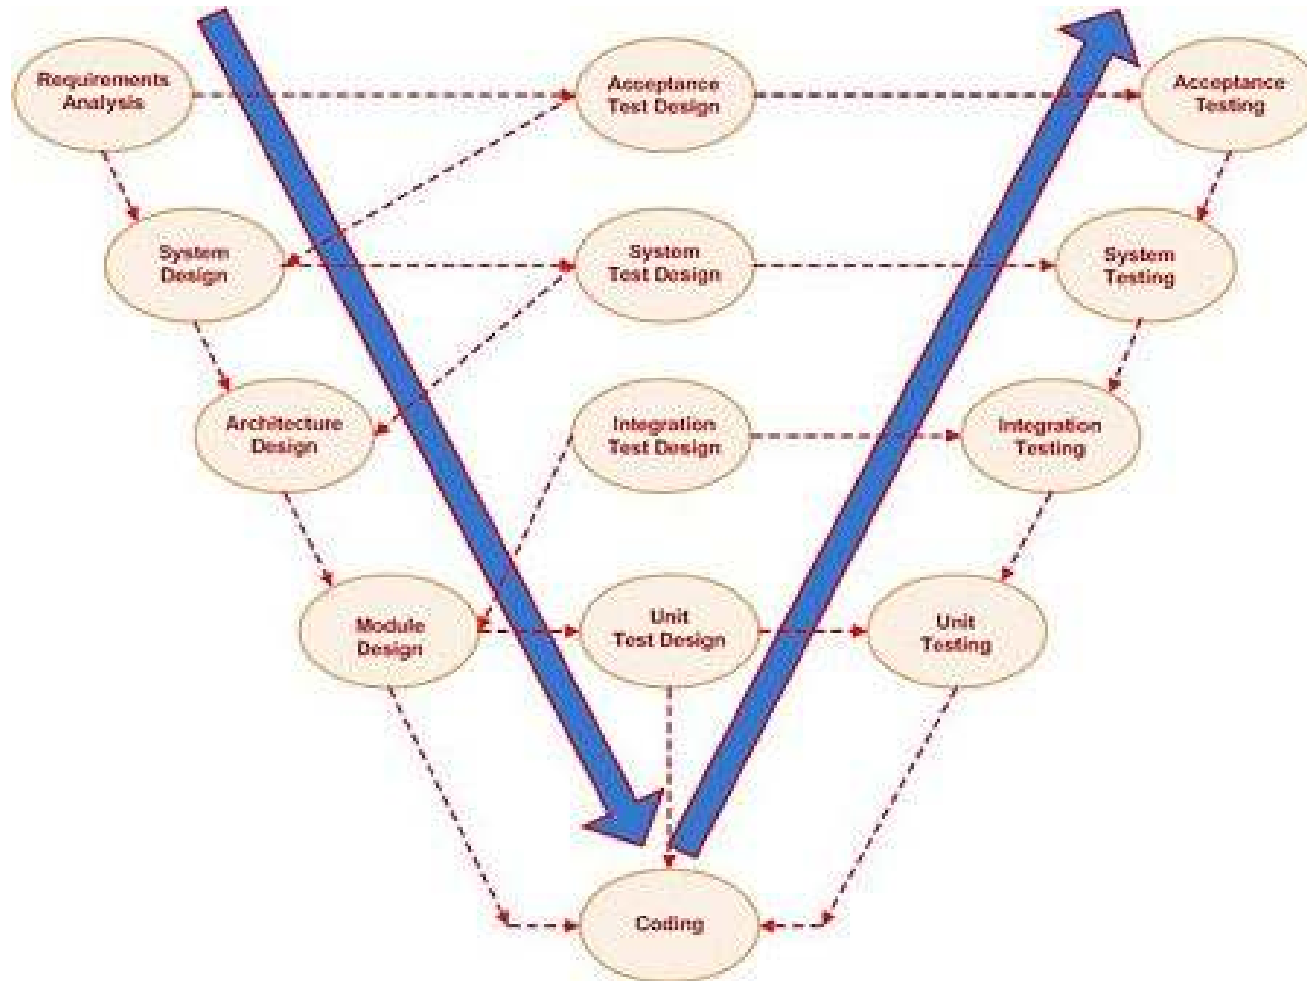 Requirements
Analysis
Acceptance
Test Design
Acceptance
Testing
System
Design
System
Test Design
System
Testing
Architecture
Design
Integration
Test Design
Integration
Testing
Module
Design
Unit
Test Design
Unit
Testing
Coding